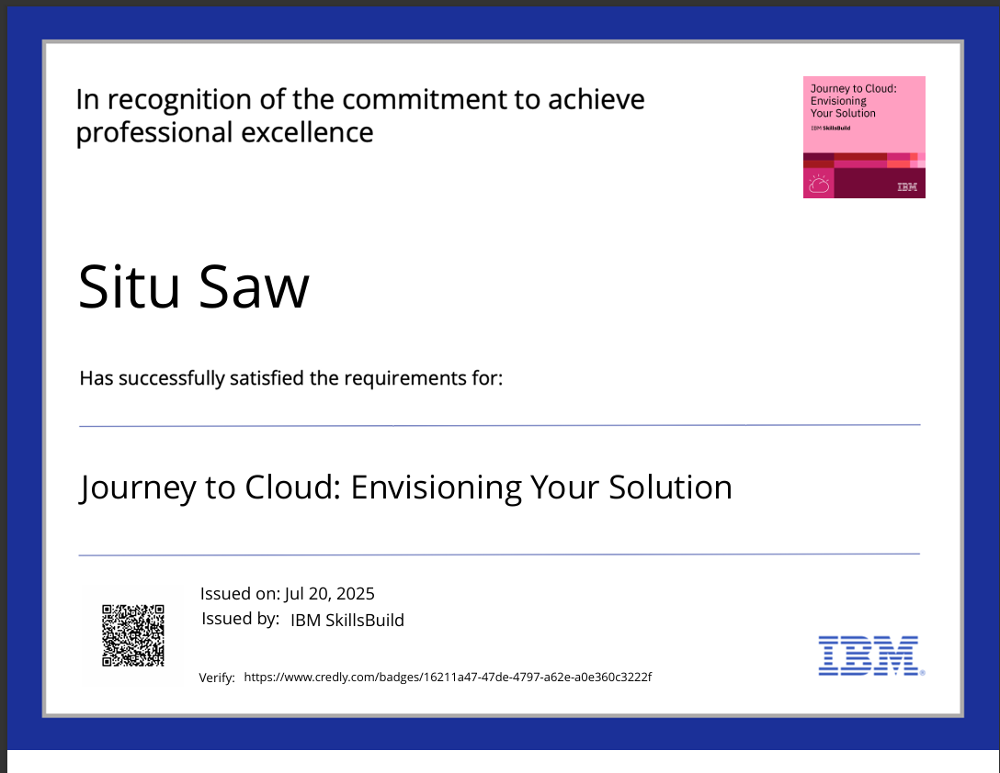 In recognition of the commitment to achieve
professional excellence
Journey to Cloud:
Envisioning
Your Solution
IBM SkillsBuild
IBM
Situ Saw
Has successfully satisfied the requirements for:
Journey to Cloud: Envisioning Your Solution
Issued on: Jul 20, 2025
Issued by: IBM SkillsBuild
Verify: https://www.credly.com/badges/16211a47-47de-4797-a62e-a0e360c3222f
IBM®